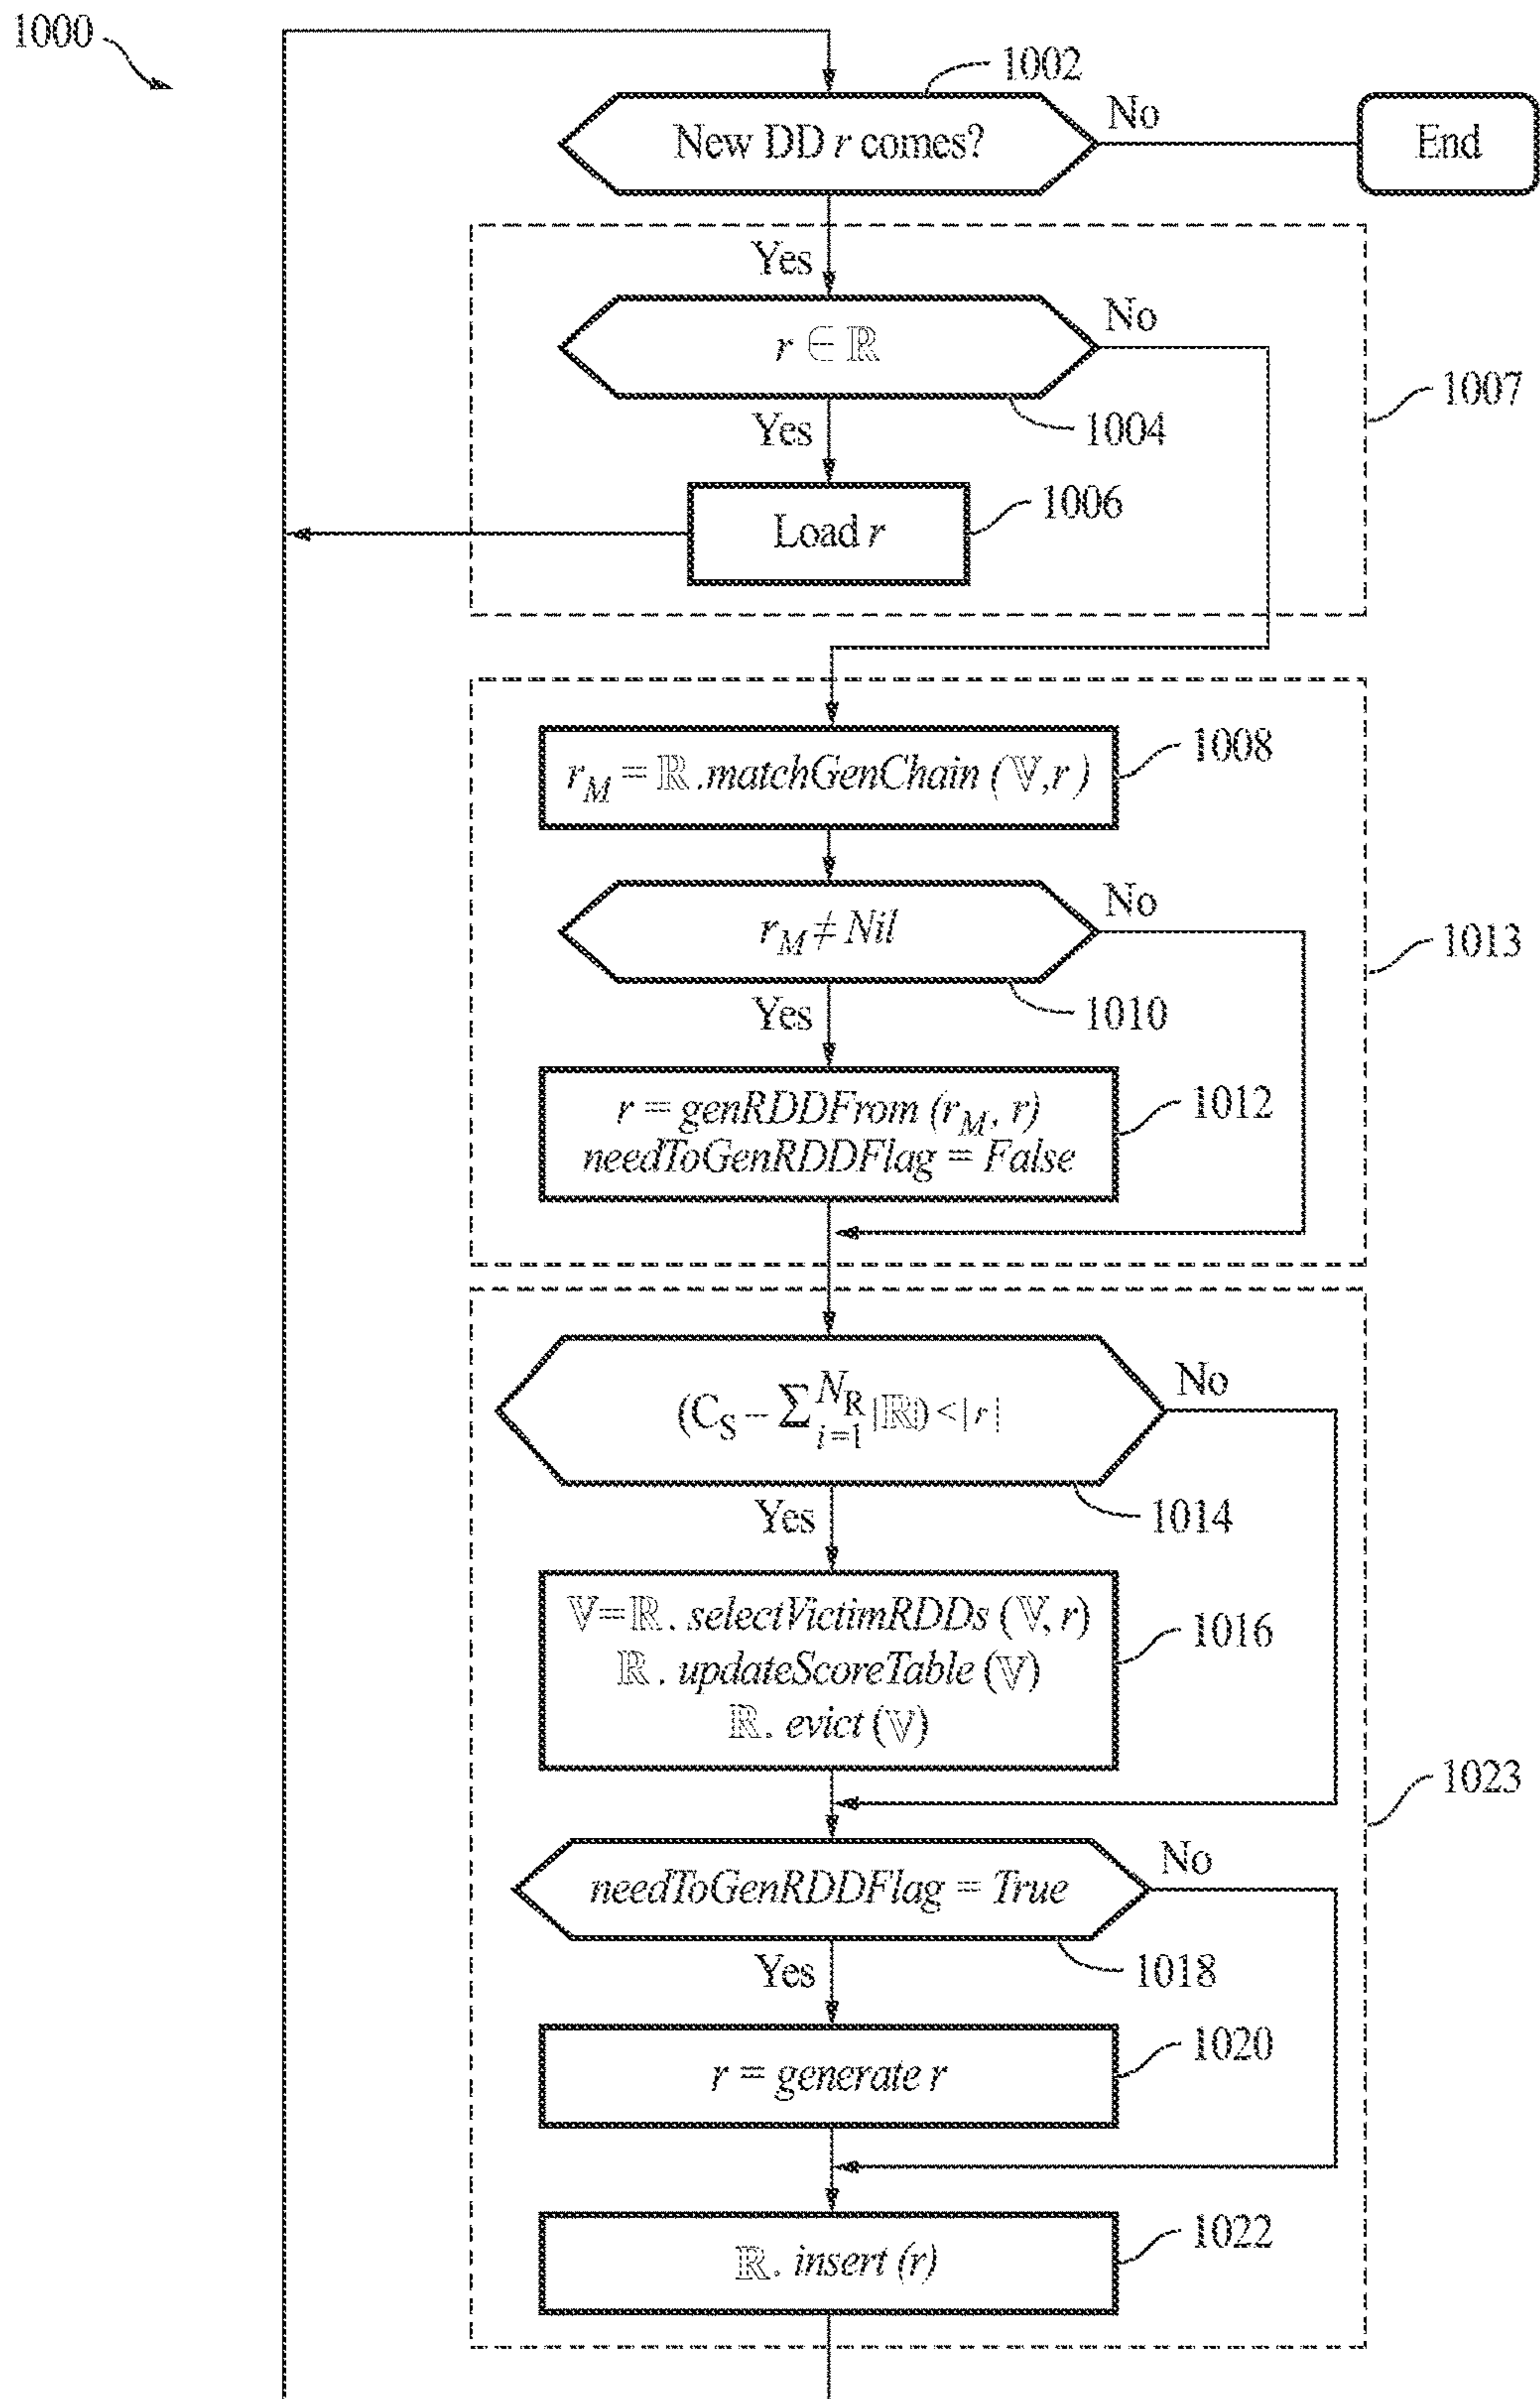 1000
1002
New DD r comes?
No
End
Yes
r ∈ ℝ
No
1004
1007
Yes
Load r
1006
r_M = ℝ .matchGenChain (𝕍,r )
1008
r_M ≠ Nil
No
1010
1013
Yes
r = genRDDFrom (r_M, r)
needToGenRDDFlag = False
1012
(C_S – ∑_{i=1}^{N_R} |ℝ|) < | r |
No
1014
Yes
𝕍=ℝ. selectVictimRDDs (𝕍, r)
ℝ. updateScoreTable (𝕍)
ℝ. evict (𝕍)
1016
1023
needToGenRDDFlag = True
No
1018
Yes
r = generate r
1020
ℝ. insert (r)
1022